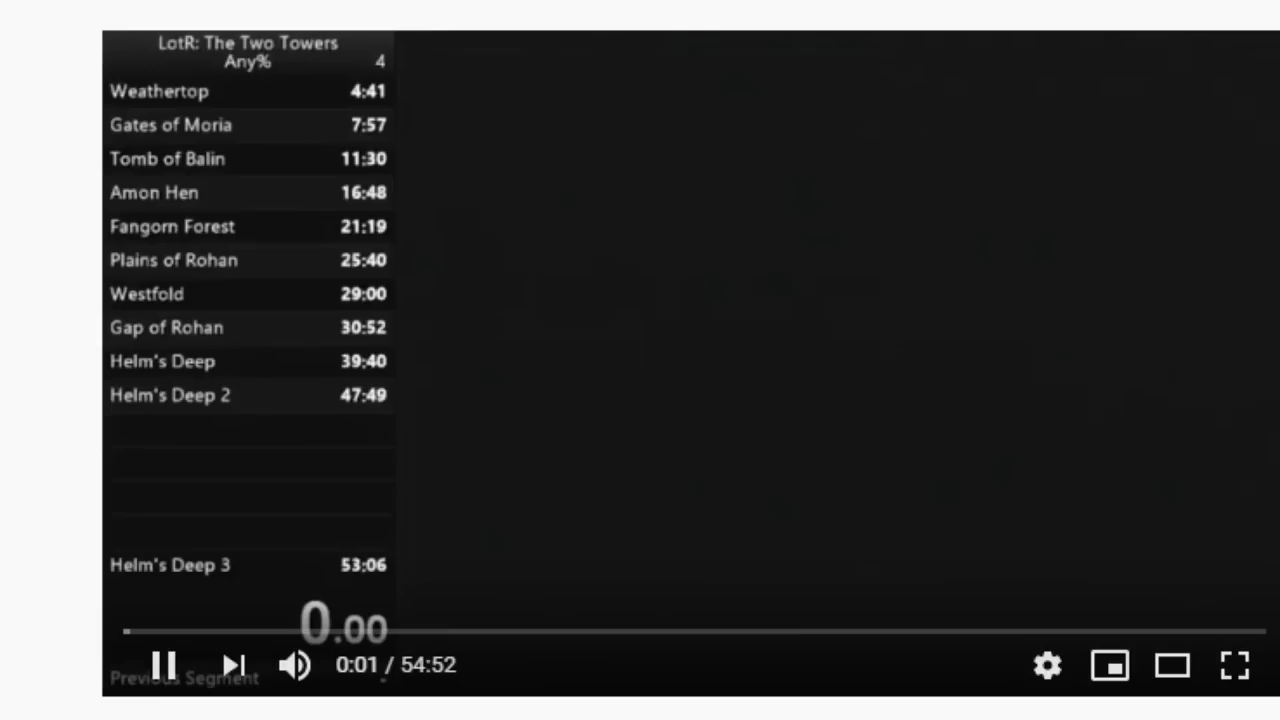 LotR: The Two Towers
Any% 4
Weathertop 4:41
Gates of Moria 7:57
Tomb of Balin 11:30
Amon Hen 16:48
Fangorn Forest 21:19
Plains of Rohan 25:40
Westfold 29:00
Gap of Rohan 30:52
Helm's Deep 39:40
Helm's Deep 2 47:49
Helm's Deep 3 53:06
0.00
0:01 / 54:52
Previous Segment -